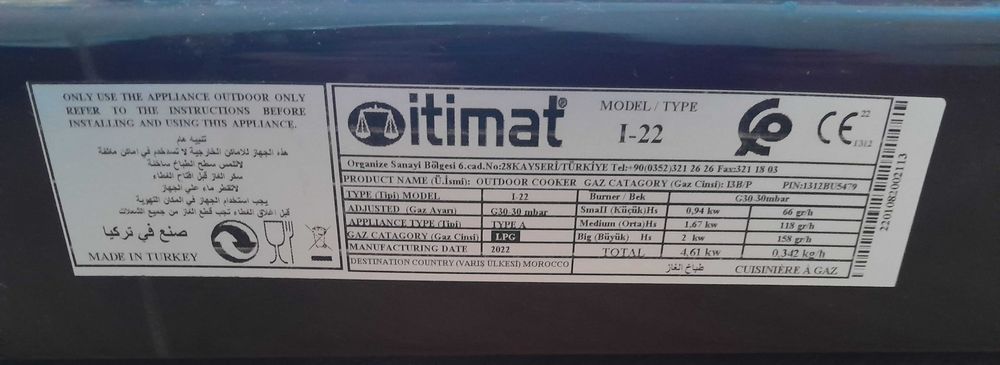 ONLY USE THE APPLIANCE OUTDOOR ONLY
REFER TO THE INSTRUCTIONS BEFORE
INSTALLING AND USING THIS APPLIANCE.
تنبيه هام
هذه الجهاز للاماكن الخارجية لا تستخدم في اماكن مغلقة
لاتلمس سطح الطباخ ساخنة
سكر الغاز قبل افتاح الغطاء
لاتقطر ماء على الجهاز
يجب استخدام في المكان التهوية
قبل اغلاق الغطاء تجب قطع الغاز من جميع الشعلات
صنع في تركيا
MADE IN TURKEY
itimat®
MODEL / TYPE
I-22
CE 22
1312
Organize Sanayi Bölgesi 6.cad.No:28KAYSERİ/TÜRKİYE Tel:+90(0352)321 26 26 Fax:321 18 03
PRODUCT NAME (Ü.İsmi): OUTDOOR COOKER GAZ CATAGORY (Gaz Cinsi): I3B/P PIN:1312BU5479
TYPE (Tipi) MODEL I-22 Burner / Bek G30-30mbar
ADJUSTED (Gaz Ayarı) G30-30 mbar Small (Küçük)Hs 0,94 kw 66 gr/h
APPLIANCE TYPE (Tipi) TYPE A Medium (Orta)Hs 1,67 kw 118 gr/h
GAZ CATAGORY (Gaz Cinsi) LPG Big (Büyük) Hs 2 kw 158 gr/h
MANUFACTURING DATE 2022 TOTAL 4,61 kw 0,342 kg/h
DESTINATION COUNTRY (VARIŞ ÜLKESI) MOROCCO طباخ الغاز CUISINIÈRE À GAZ
2201082002113